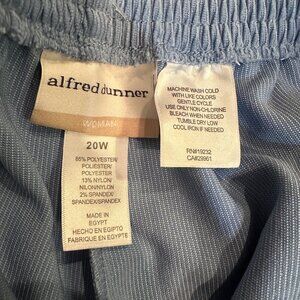 alfred dunner
WOMAN
20W
85% POLYESTER/
POLIESTER/
POLYESTER
13% NYLON/
NILON/NYLON
2% SPANDEX/
SPANDEX/SPANDEX
MADE IN
EGYPT
HECHO EN EGIPTO
FABRIQUE EN EGYPTE
MACHINE WASH COLD
WITH LIKE COLORS
GENTLE CYCLE
USE ONLY NON-CHLORINE
BLEACH WHEN NEEDED
TUMBLE DRY LOW
COOL IRON IF NEEDED
RN#19232
CA#29961